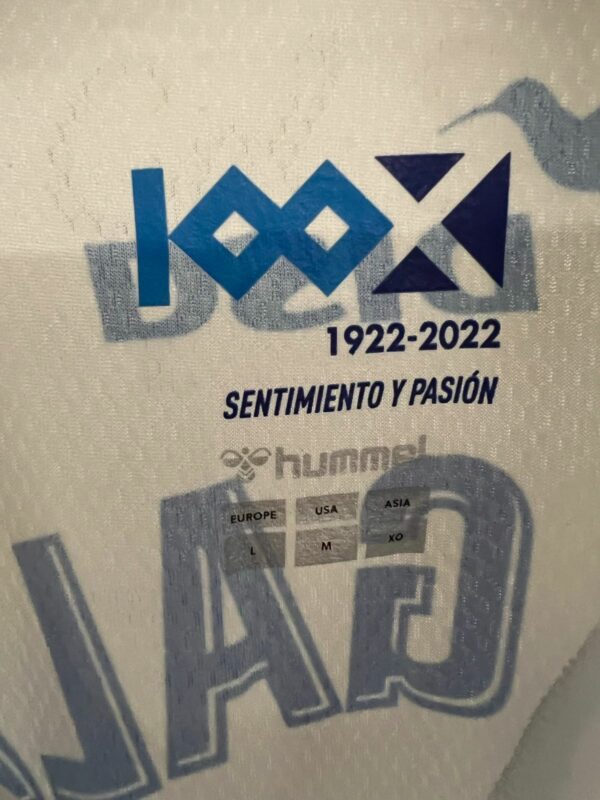 100
1922-2022
SENTIMIENTO Y PASIÓN
hummel
EUROPE USA ASIA
L M XO